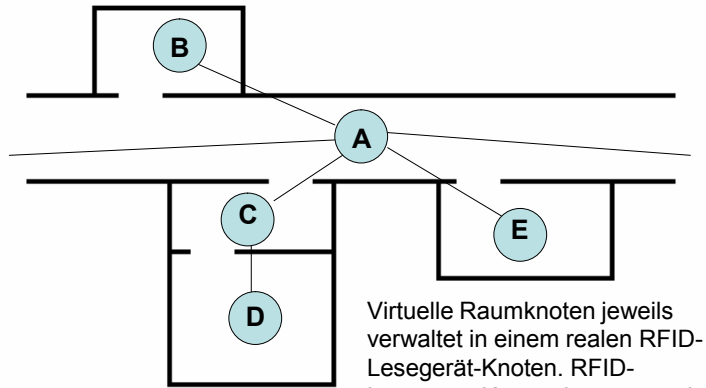 B
A
C
E
D
Virtuelle Raumknoten jeweils
verwaltet in einem realen RFID-
Lesegerät-Knoten. RFID-